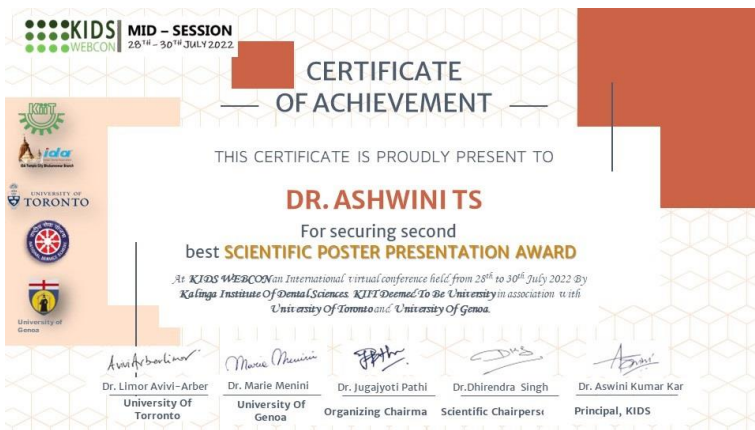 KIDS
WEBCON
MID – SESSION
28TH – 30TH JULY 2022
CERTIFICATE
OF ACHIEVEMENT
KIIT
ida
UNIVERSITY OF
TORONTO
University of
Genoa
THIS CERTIFICATE IS PROUDLY PRESENT TO
DR. ASHWINI TS
For securing second
best SCIENTIFIC POSTER PRESENTATION AWARD
At KIDS WEBCON an International virtual conference held from 28th to 30th July 2022 By
Kalinga Institute Of Dental Sciences, KIIT Deemed To Be University in association with
University Of Toronto and University Of Genoa.
Dr. Limor Avivi-Arber
University Of
Torronto
Dr. Marie Menini
University Of
Genoa
Dr. Jugajyoti Pathi
Organizing Chairma
Dr.Dhirendra Singh
Scientific Chairpers
Dr. Aswini Kumar Kar
Principal, KIDS